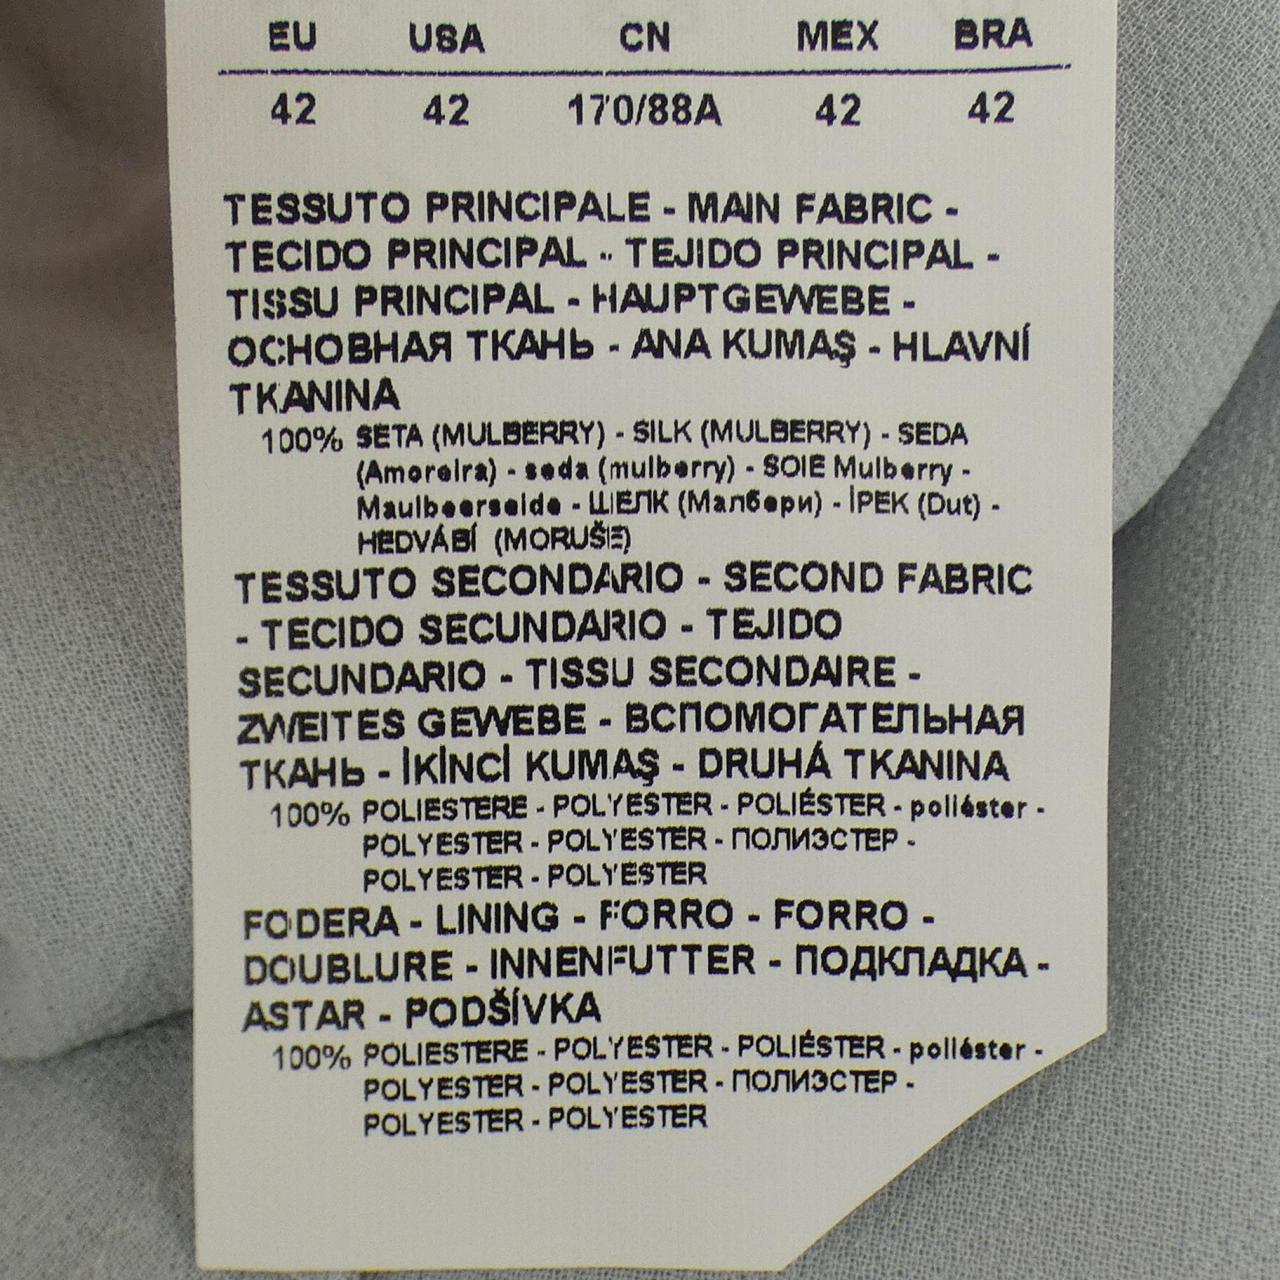 EU USA CN MEX BRA
42 42 170/88A 42 42
TESSUTO PRINCIPALE - MAIN FABRIC -
TECIDO PRINCIPAL - TEJIDO PRINCIPAL -
TISSU PRINCIPAL - HAUPTGEWEBE -
ОСНОВНАЯ ТКАНЬ - ANA KUMAŞ - HLAVNÍ
TKANINA
100% SETA (MULBERRY) - SILK (MULBERRY) - SEDA
(Amoreira) - seda (mulberry) - SOIE Mulberry -
Maulbeerseide - ШЕЛК (Малбери) - İPEK (Dut) -
HEDVÁBÍ (MORUŠE)
TESSUTO SECONDARIO - SECOND FABRIC
- TECIDO SECUNDARIO - TEJIDO
SECUNDARIO - TISSU SECONDAIRE -
ZWEITES GEWEBE - ВСПОМОГАТЕЛЬНАЯ
ТКАНЬ - İKİNCİ KUMAŞ - DRUHÁ TKANINA
100% POLIESTERE - POLYESTER - POLIÉSTER - poliéster -
POLYESTER - POLYESTER - ПОЛИЭСТЕР -
POLYESTER - POLYESTER
FODERA - LINING - FORRO - FORRO -
DOUBLURE - INNENFUTTER - ПОДКЛАДКА -
ASTAR - PODŠÍVKA
100% POLIESTERE - POLYESTER - POLIÉSTER - poliéster -
POLYESTER - POLYESTER - ПОЛИЭСТЕР -
POLYESTER - POLYESTER